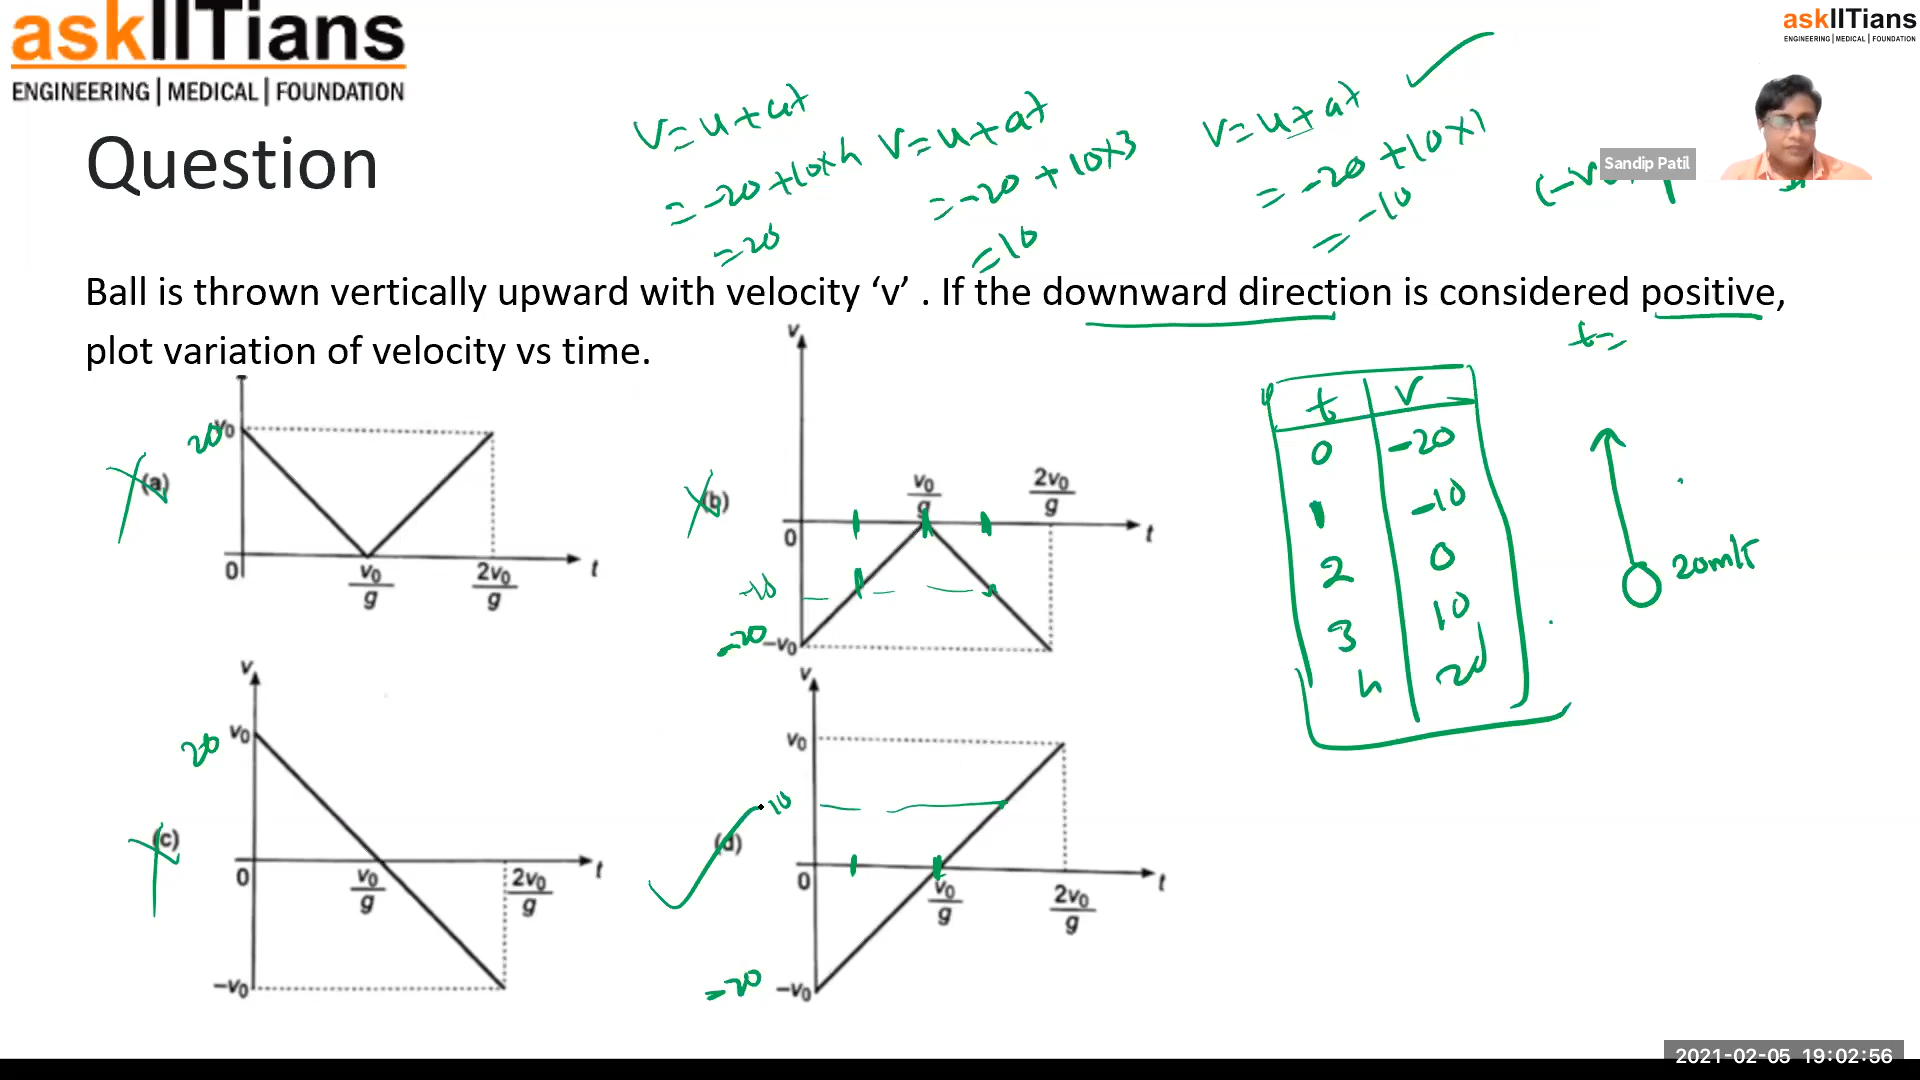 askIITians
ENGINEERING | MEDICAL | FOUNDATION
askIITians
ENGINEERING | MEDICAL | FOUNDATION
Question
Sandip Patil
v = u + at
= -20 + 10 × 4
= 20
v = u + at
= -20 + 10 × 3
= 10
v = u + at
= -20 + 10 × 1
= -10
Ball is thrown vertically upward with velocity ‘v’ . If the downward direction is considered positive,
plot variation of velocity vs time.
t =
20 v0
(a)
0
v0/g
2v0/g
t
v
(b)
0
v0/g
2v0/g
t
-10
-20 -v0
t v
0 -20
1 -10
2 0
3 10
4 20
20m/s
v
20 v0
(c)
0
v0/g
2v0/g
t
-v0
v
v0
10
(d)
0
v0/g
2v0/g
t
-20 -v0
2021-02-05 19:02:56